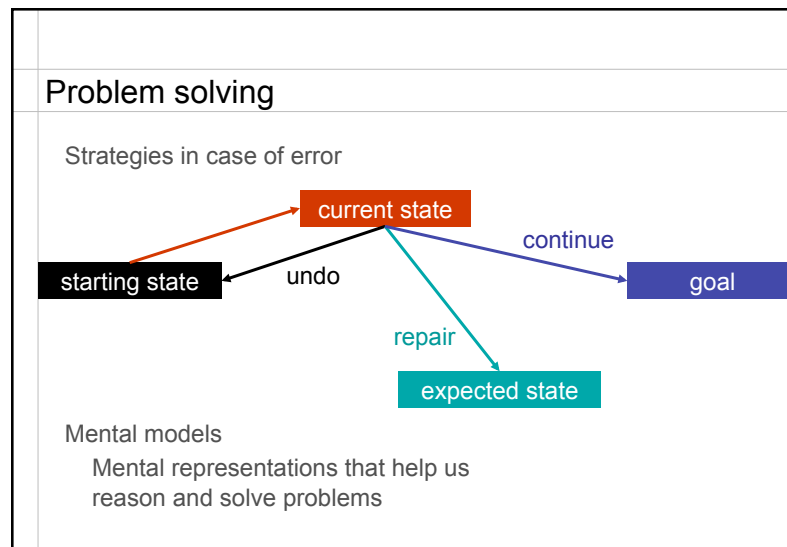 Problem solving
Strategies in case of error
current state
continue
starting state
undo
goal
repair
expected state
Mental models
Mental representations that help us
reason and solve problems